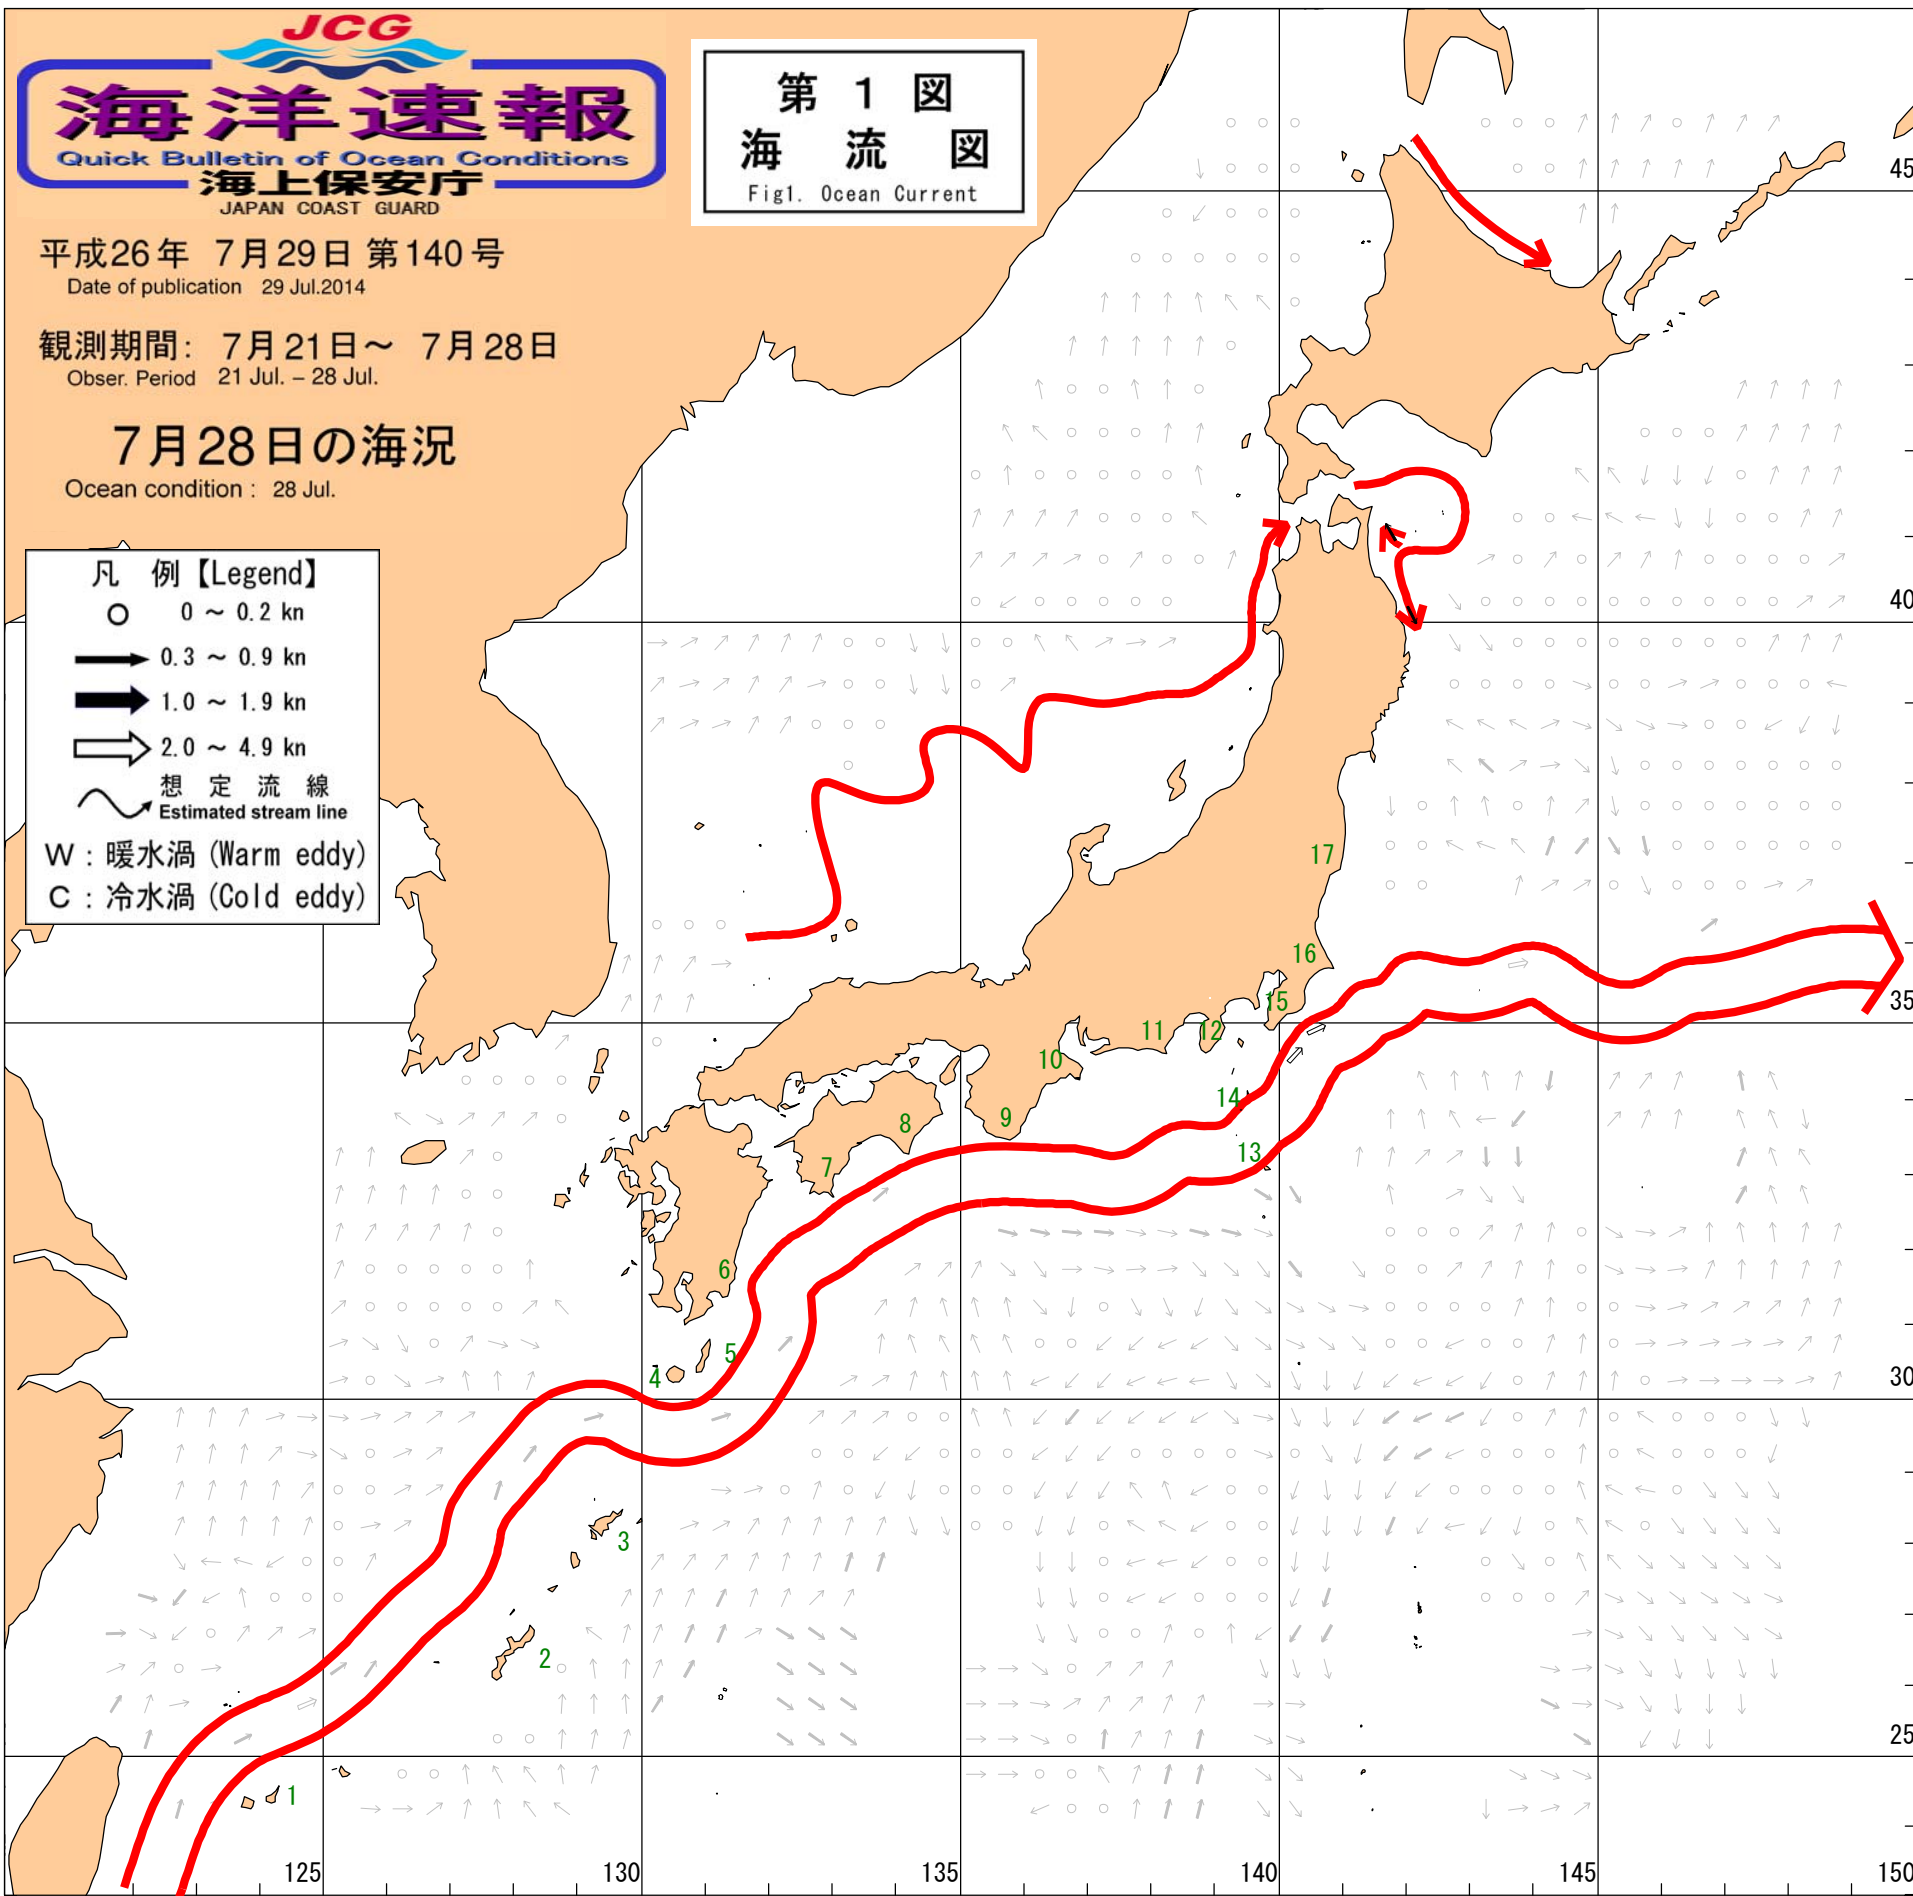 JCG
海洋速報
Quick Bulletin of Ocean Conditions
海上保安庁
JAPAN COAST GUARD
第 1 図
海 流 図
Fig1. Ocean Current
平成26年 7月29日 第140号
Date of publication 29 Jul.2014
観測期間: 7月21日～ 7月28日
Obser. Period 21 Jul. – 28 Jul.
7月28日の海況
Ocean condition : 28 Jul.
凡 例【Legend】
0 ～ 0.2 kn
0.3 ～ 0.9 kn
1.0 ～ 1.9 kn
2.0 ～ 4.9 kn
想 定 流 線
Estimated stream line
W : 暖水渦 (Warm eddy)
C : 冷水渦 (Cold eddy)
45
40
35
30
25
17
16
15
12
11
10
14
9
8
13
7
6
5
4
3
2
1
125
130
135
140
145
150